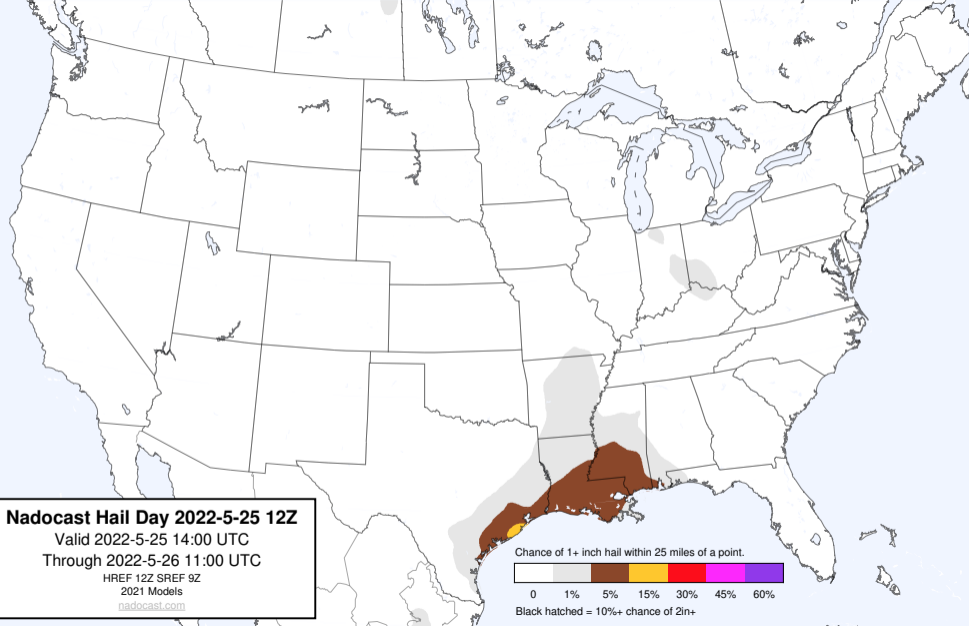 Nadocast Hail Day 2022-5-25 12Z
Valid 2022-5-25 14:00 UTC
Through 2022-5-26 11:00 UTC
HREF 12Z SREF 9Z
2021 Models
nadocast.com
Chance of 1+ inch hail within 25 miles of a point.
0 1% 5% 15% 30% 45% 60%
Black hatched = 10%+ chance of 2in+